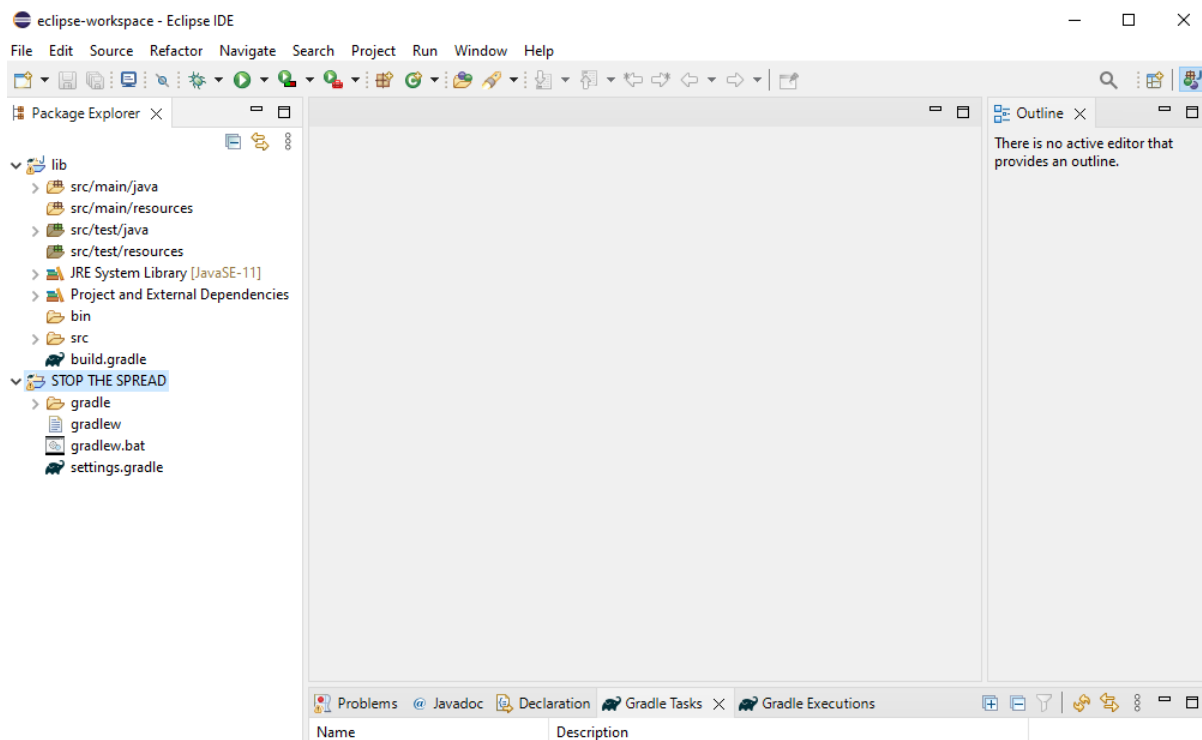 eclipse-workspace - Eclipse IDE
File Edit Source Refactor Navigate Search Project Run Window Help
Package Explorer
lib
src/main/java
src/main/resources
src/test/java
src/test/resources
JRE System Library [JavaSE-11]
Project and External Dependencies
bin
src
build.gradle
STOP THE SPREAD
gradle
gradlew
gradlew.bat
settings.gradle
Outline
There is no active editor that
provides an outline.
Problems @ Javadoc Declaration Gradle Tasks Gradle Executions
Name Description